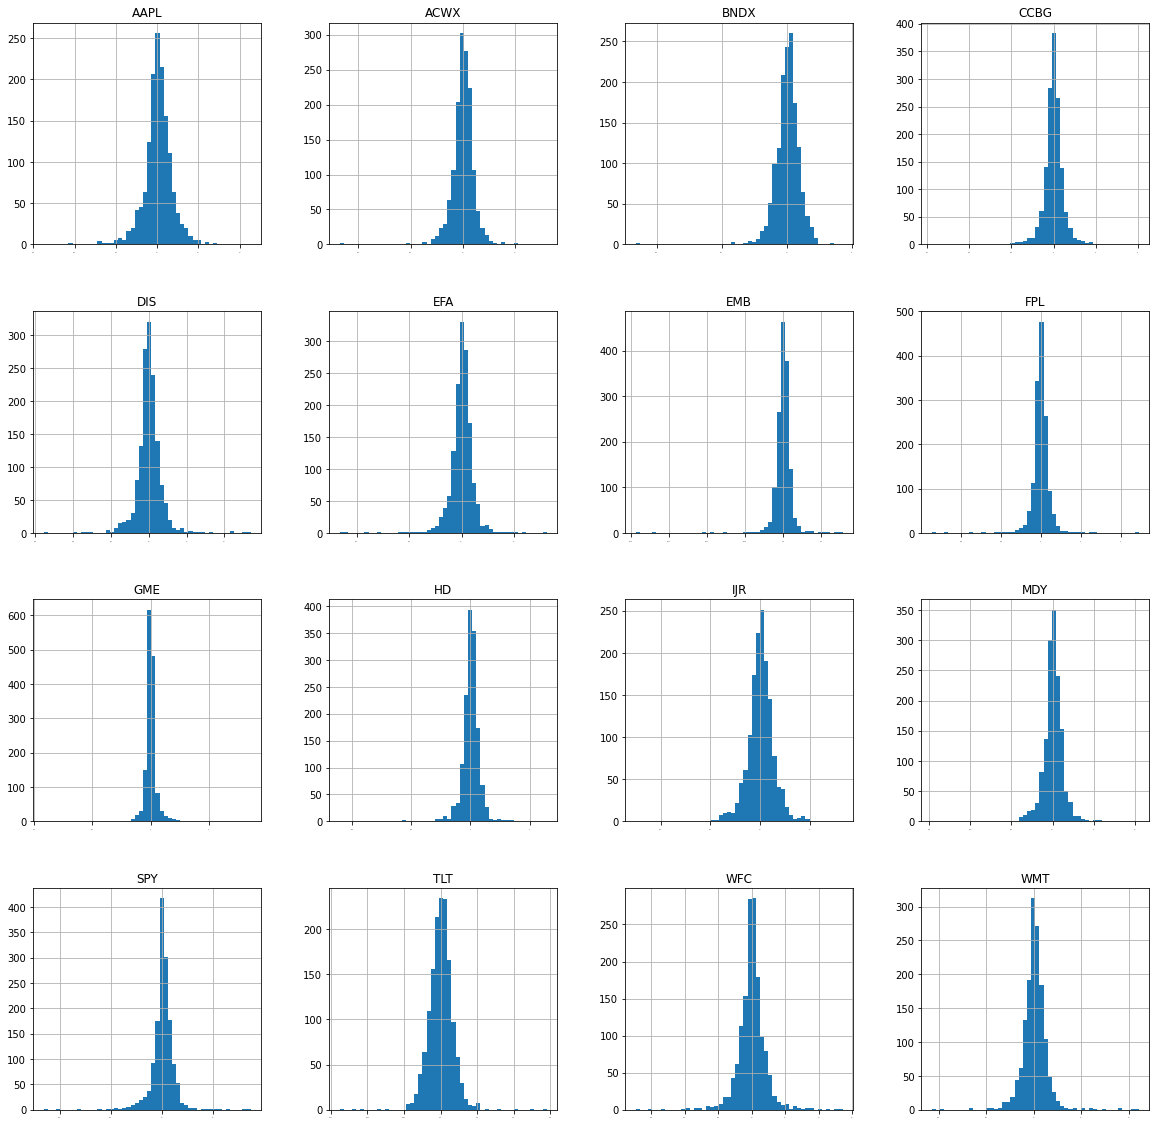 AAPL ACWX BNDX CCBG
250 200 150 100 50 0
300 250 200 150 100 50 0
250 200 150 100 50 0
400 350 300 250 200 150 100 50 0
DIS EFA EMB FPL
300 250 200 150 100 50 0
300 250 200 150 100 50 0
400 300 200 100 0
500 400 300 200 100 0
GME HD IJR MDY
600 500 400 300 200 100 0
400 350 300 250 200 150 100 50 0
250 200 150 100 50 0
350 300 250 200 150 100 50 0
SPY TLT WFC WMT
400 350 300 250 200 150 100 50 0
200 150 100 50 0
250 200 150 100 50 0
300 250 200 150 100 50 0